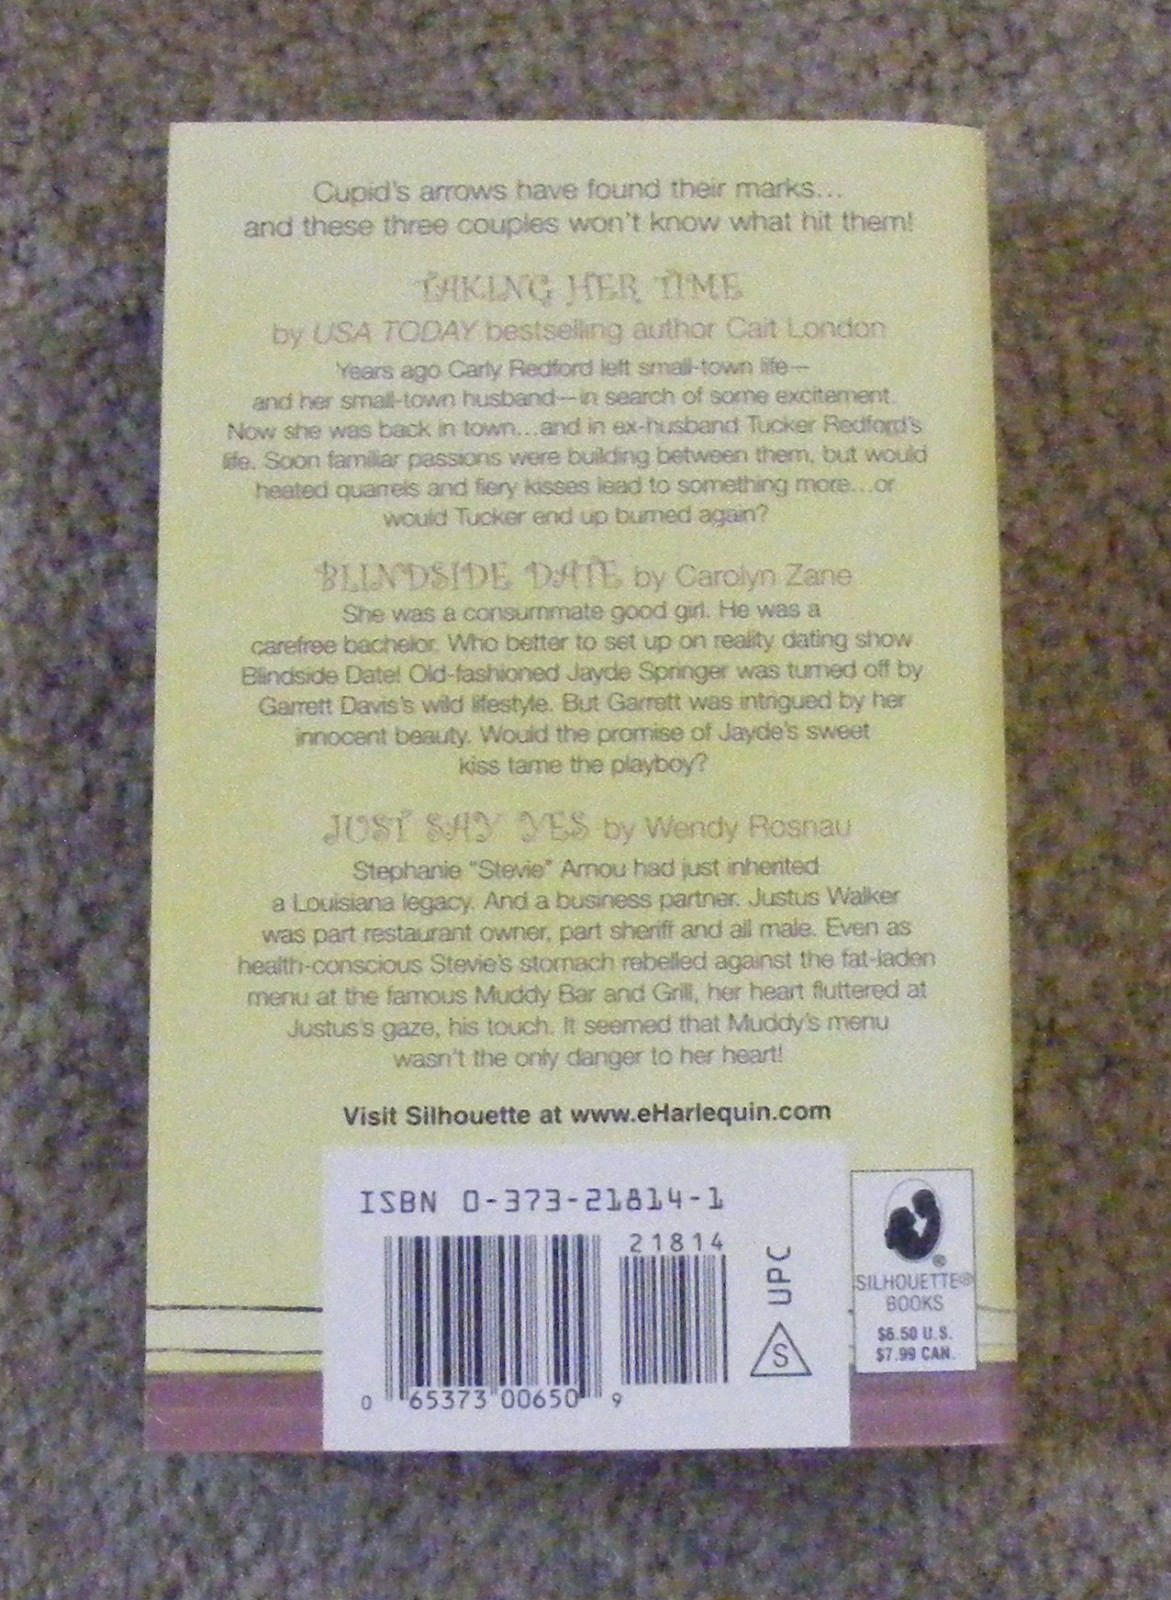 Cupid's arrows have found their marks...
and these three couples won't know what hit them!
TAKING HER TIME
by USA TODAY bestselling author Cait London
Years ago Carly Redford left small-town life—
and her small-town husband—in search of some excitement.
Now she was back in town...and in ex-husband Tucker Redford's
life. Soon familiar passions were building between them, but would
heated quarrels and fiery kisses lead to something more...or
would Tucker end up burned again?
BLINDSIDE DATE by Carolyn Zane
She was a consummate good girl. He was a
carefree bachelor. Who better to set up on reality dating show
Blindside Date! Old-fashioned Jayde Springer was turned off by
Garrett Davis's wild lifestyle. But Garrett was intrigued by her
innocent beauty. Would the promise of Jayde's sweet
kiss tame the playboy?
JUST SAY YES by Wendy Rosnau
Stephanie "Stevie" Arnou had just inherited
a Louisiana legacy. And a business partner. Justus Walker
was part restaurant owner, part sheriff and all male. Even as
health-conscious Stevie's stomach rebelled against the fat-laden
menu at the famous Muddy Bar and Grill, her heart fluttered at
Justus's gaze, his touch. It seemed that Muddy's menu
wasn't the only danger to her heart!
Visit Silhouette at www.eHarlequin.com
ISBN 0-373-21814-1
21814
0 65373 00650 9
UPC
S
SILHOUETTE®
BOOKS
$6.50 U.S.
$7.99 CAN.